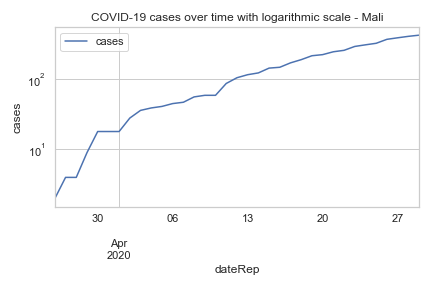 COVID-19 cases over time with logarithmic scale - Mali
cases
10²
10¹
cases
30
06
13
20
27
Apr
2020
dateRep